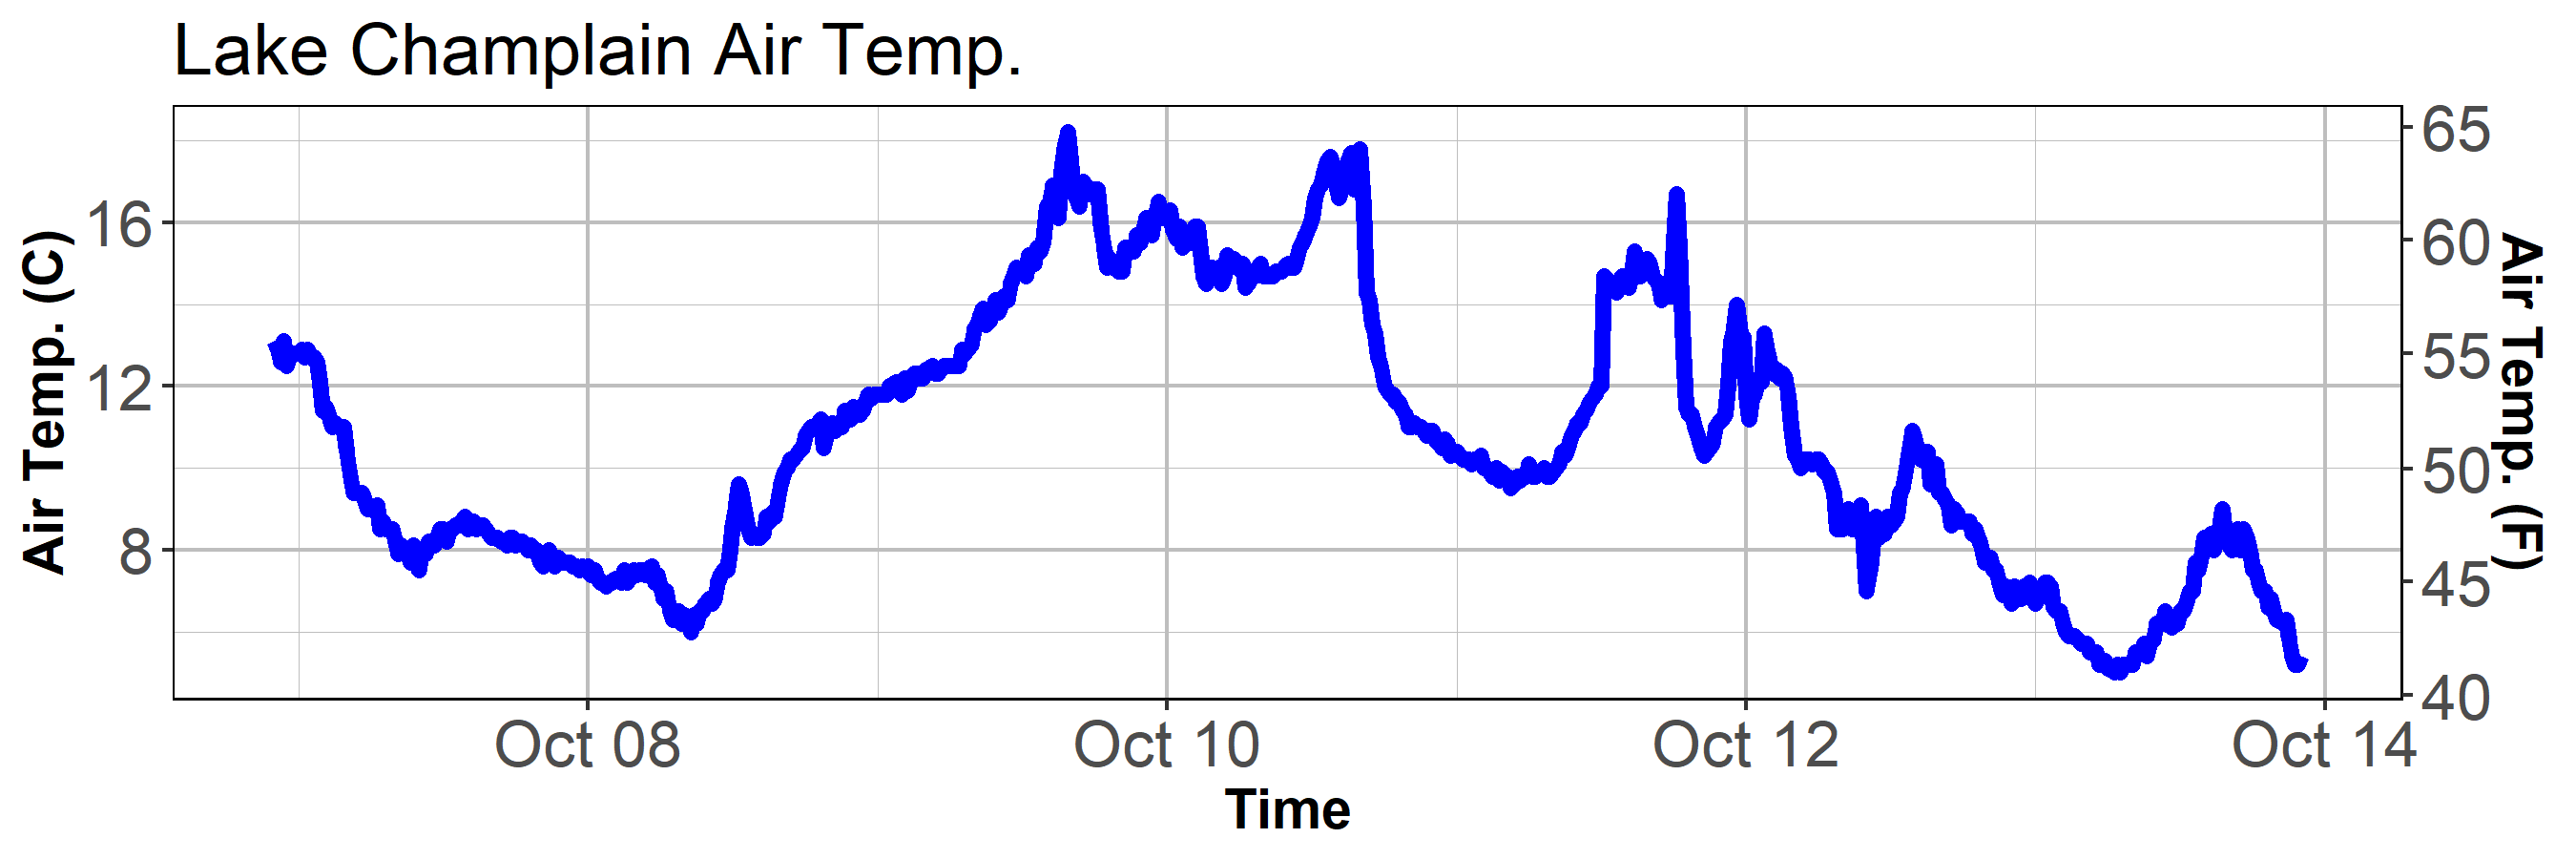 Lake Champlain Air Temp.
Air Temp. (C)
16
12
8
65
60
55
50
45
40
Air Temp. (F)
Oct 08
Oct 10
Oct 12
Oct 14
Time